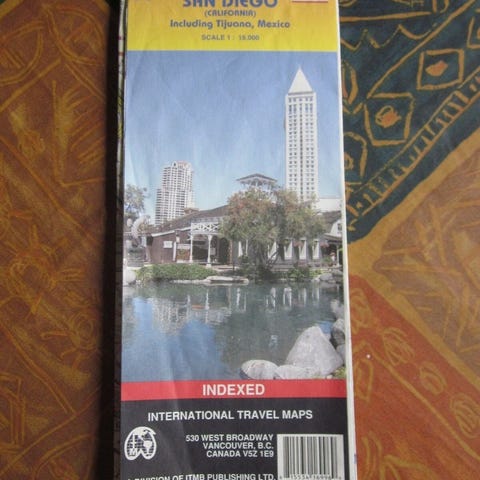 SAN DIEGO
(CALIFORNIA)
Including Tijuana, Mexico
SCALE 1 : 15.000
INDEXED
INTERNATIONAL TRAVEL MAPS
530 WEST BROADWAY
VANCOUVER, B.C.
CANADA V5Z 1E9
A DIVISION OF ITMB PUBLISHING LTD.